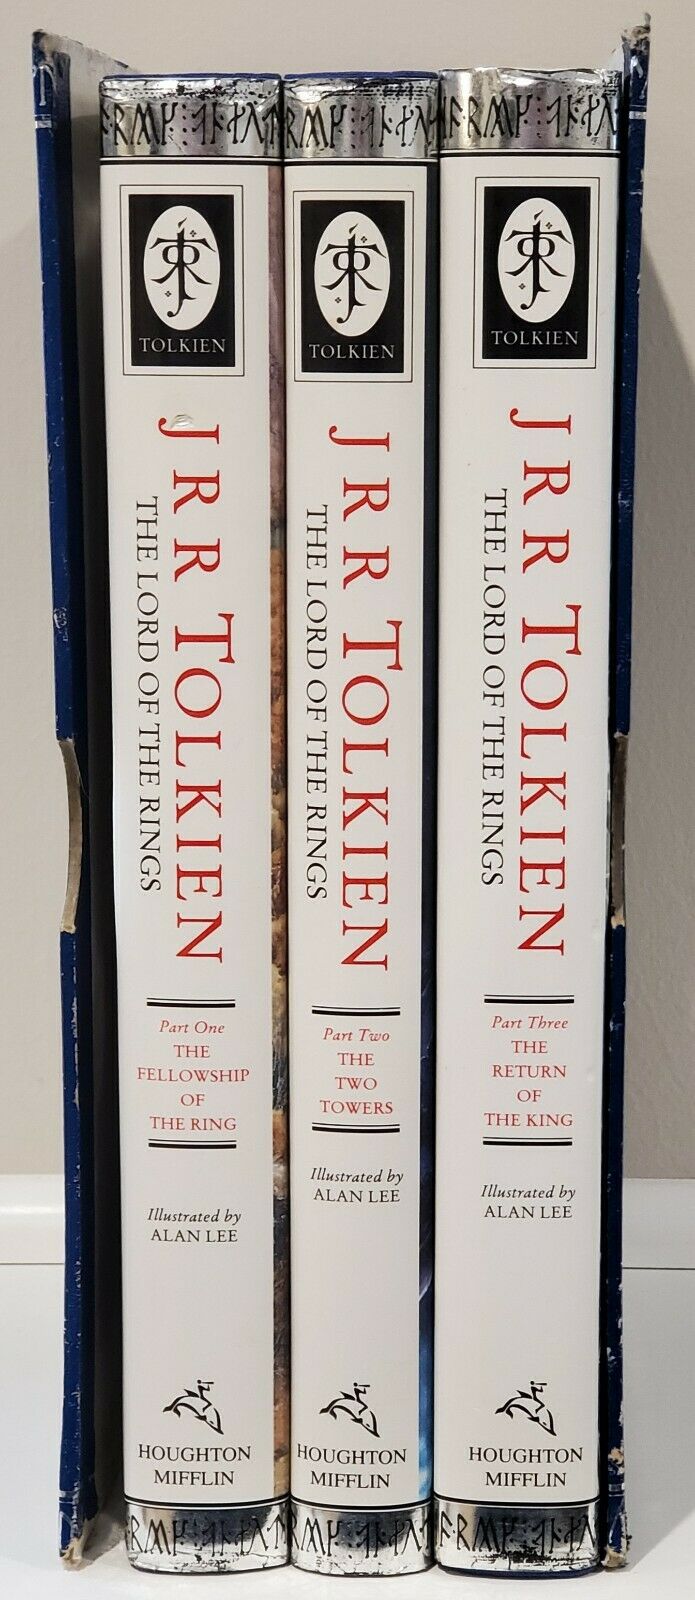 TOLKIEN
J R R TOLKIEN
THE LORD OF THE RINGS
Part One
THE
FELLOWSHIP
OF
THE RING
Illustrated by
ALAN LEE
HOUGHTON
MIFFLIN
TOLKIEN
J R R TOLKIEN
THE LORD OF THE RINGS
Part Two
THE
TWO
TOWERS
Illustrated by
ALAN LEE
HOUGHTON
MIFFLIN
TOLKIEN
J R R TOLKIEN
THE LORD OF THE RINGS
Part Three
THE
RETURN
OF
THE KING
Illustrated by
ALAN LEE
HOUGHTON
MIFFLIN